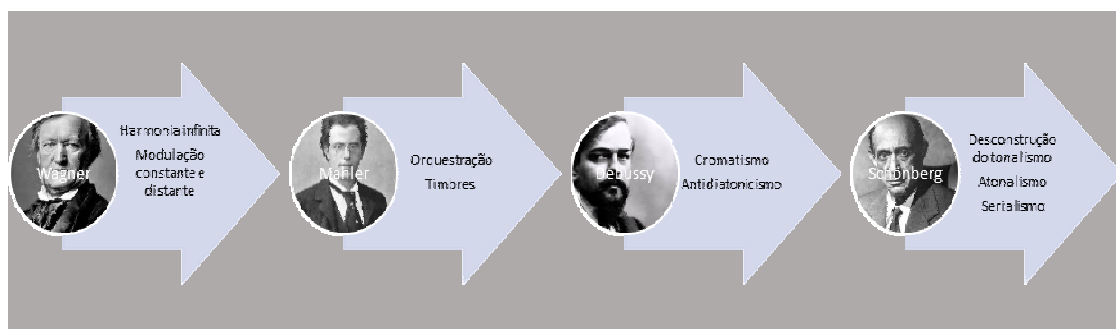 Wagner
Harmonia infinita
Modulação
constante e
distante
Mahler
Orquestração
Timbres
Debussy
Cromatismo
Antidiatonicismo
Schönberg
Desconstrução
do tonalismo
Atonalismo
Serialismo